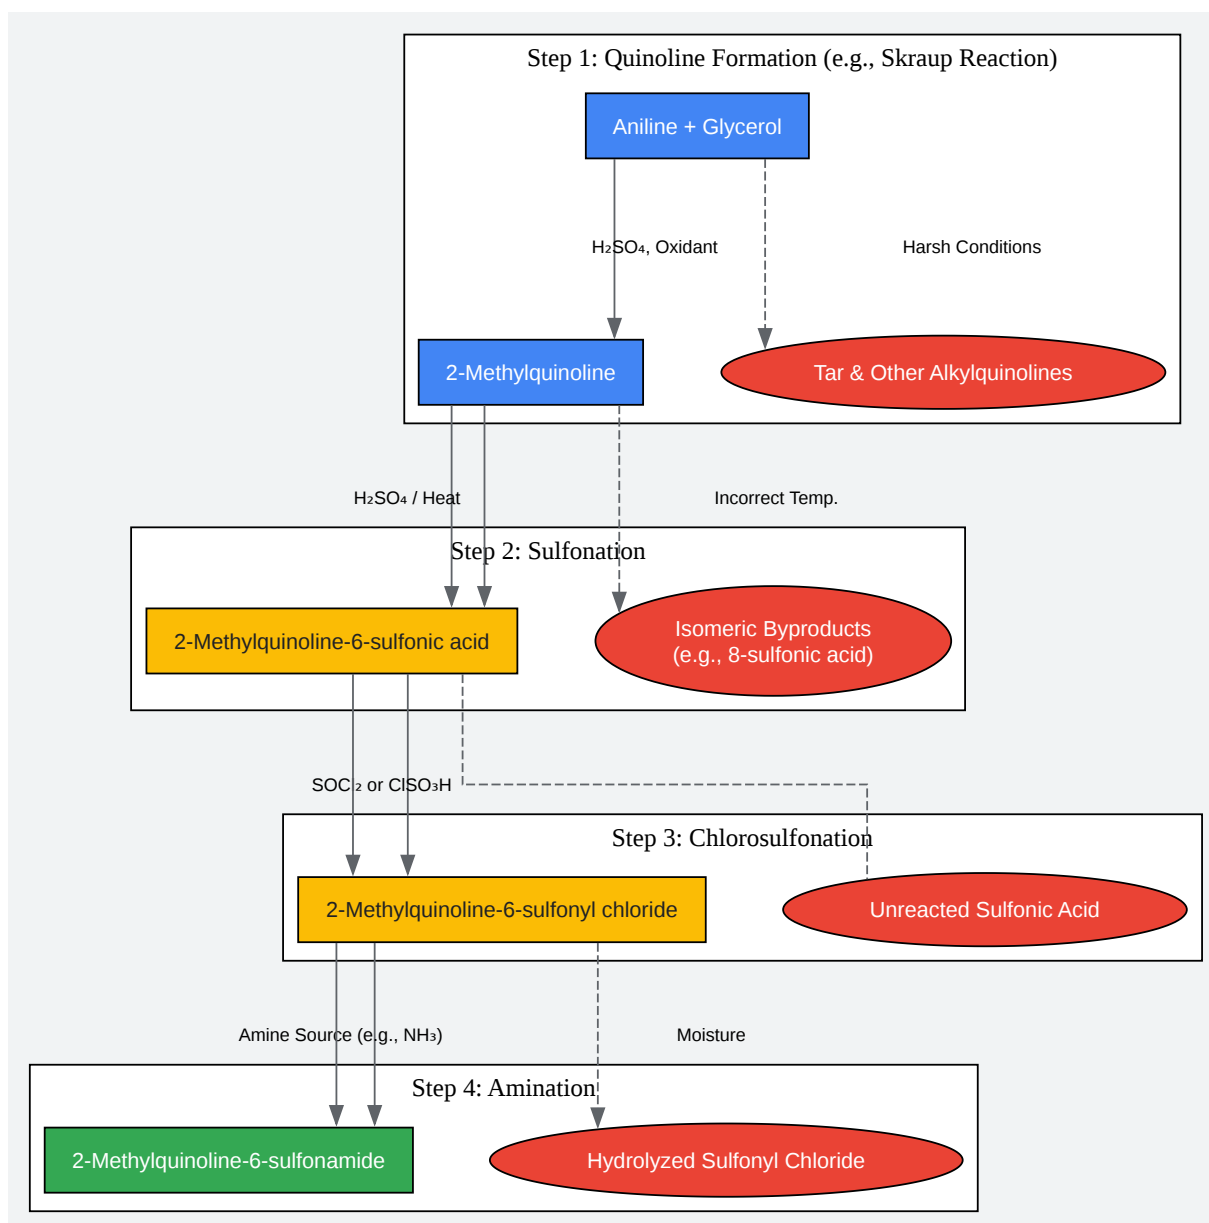 Step 1: Quinoline Formation (e.g., Skraup Reaction)
Aniline + Glycerol
H₂SO₄, Oxidant
Harsh Conditions
2-Methylquinoline
Tar & Other Alkylquinolines
H₂SO₄ / Heat
Incorrect Temp.
Step 2: Sulfonation
2-Methylquinoline-6-sulfonic acid
Isomeric Byproducts
(e.g., 8-sulfonic acid)
SOCl₂ or ClSO₃H
Step 3: Chlorosulfonation
2-Methylquinoline-6-sulfonyl chloride
Unreacted Sulfonic Acid
Amine Source (e.g., NH₃)
Moisture
Step 4: Amination
2-Methylquinoline-6-sulfonamide
Hydrolyzed Sulfonyl Chloride